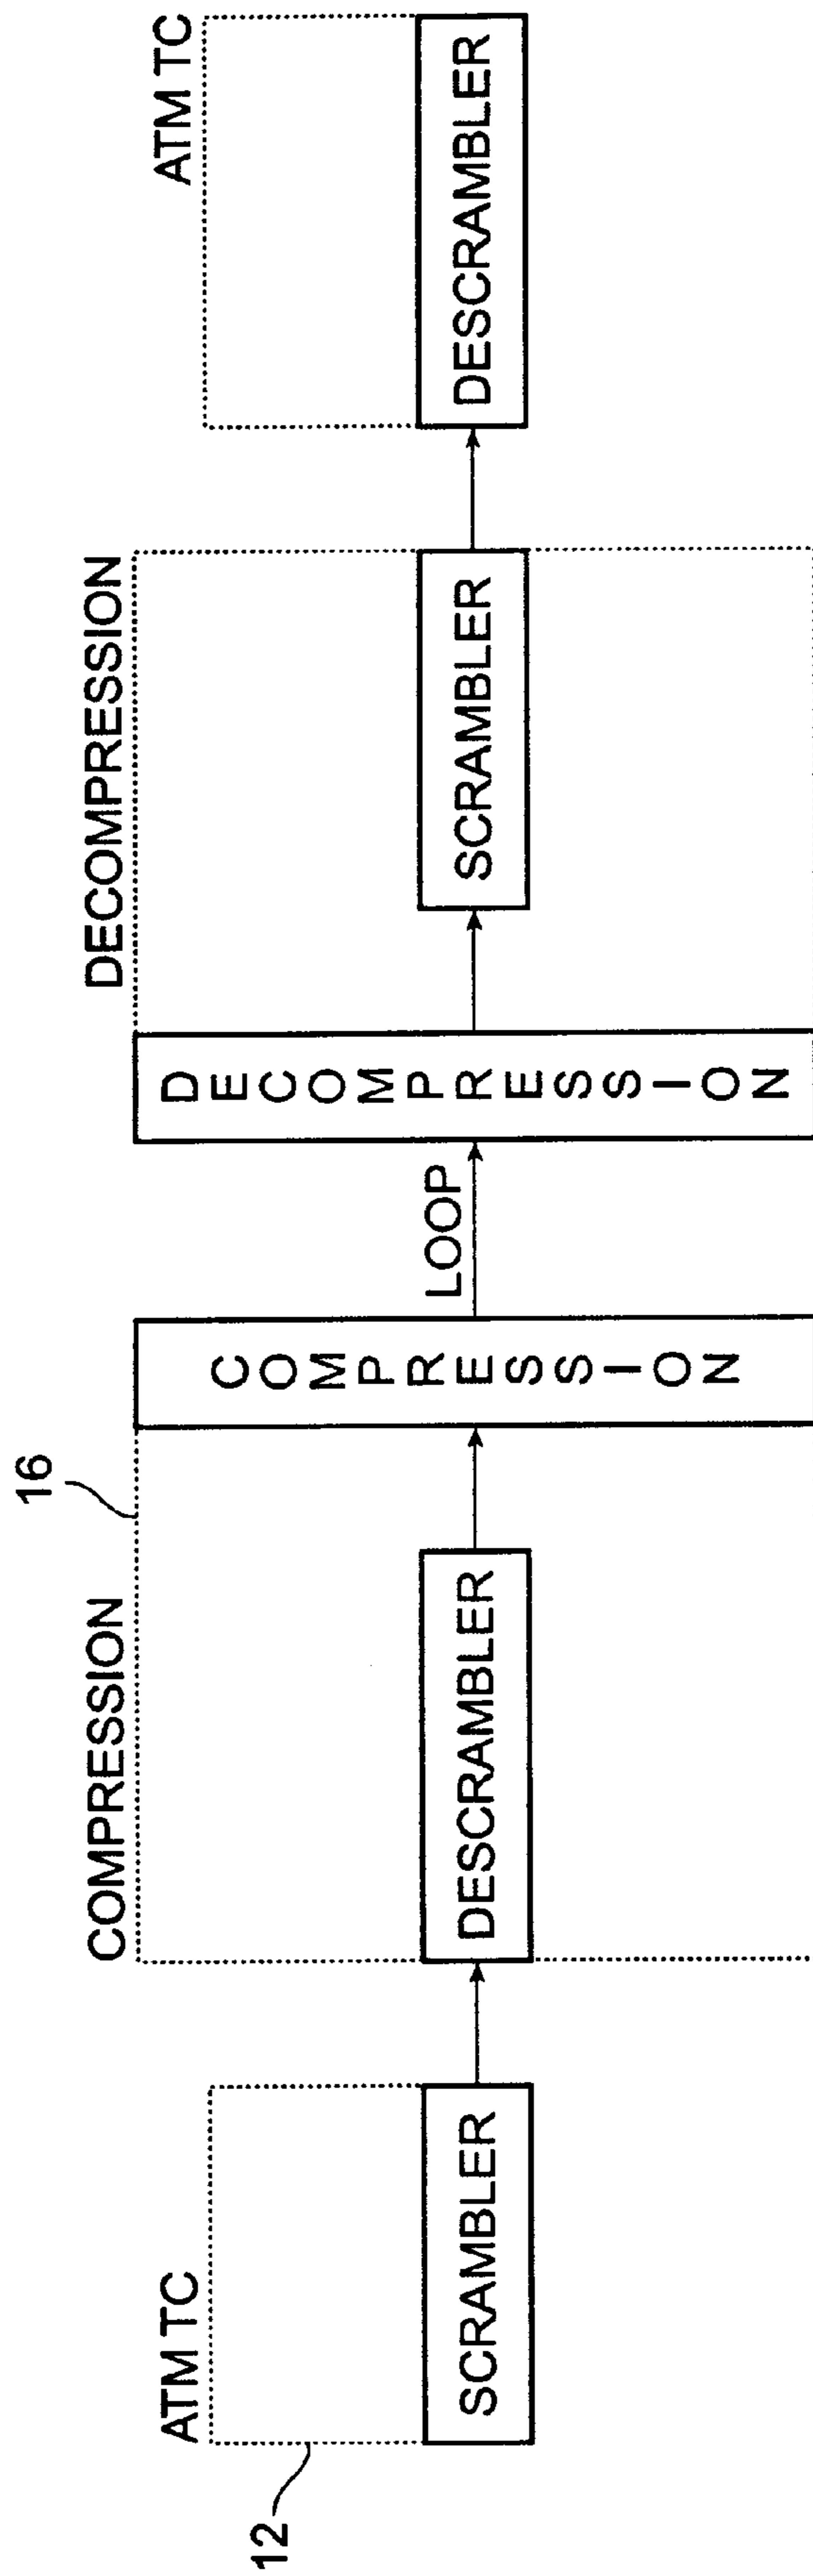 ATM TC
12
SCRAMBLER
COMPRESSION
16
DESCRAMBLER
COMPRESSION
LOOP
DECOMPRESSION
DECOMPRESSION
SCRAMBLER
ATM TC
DESCRAMBLER